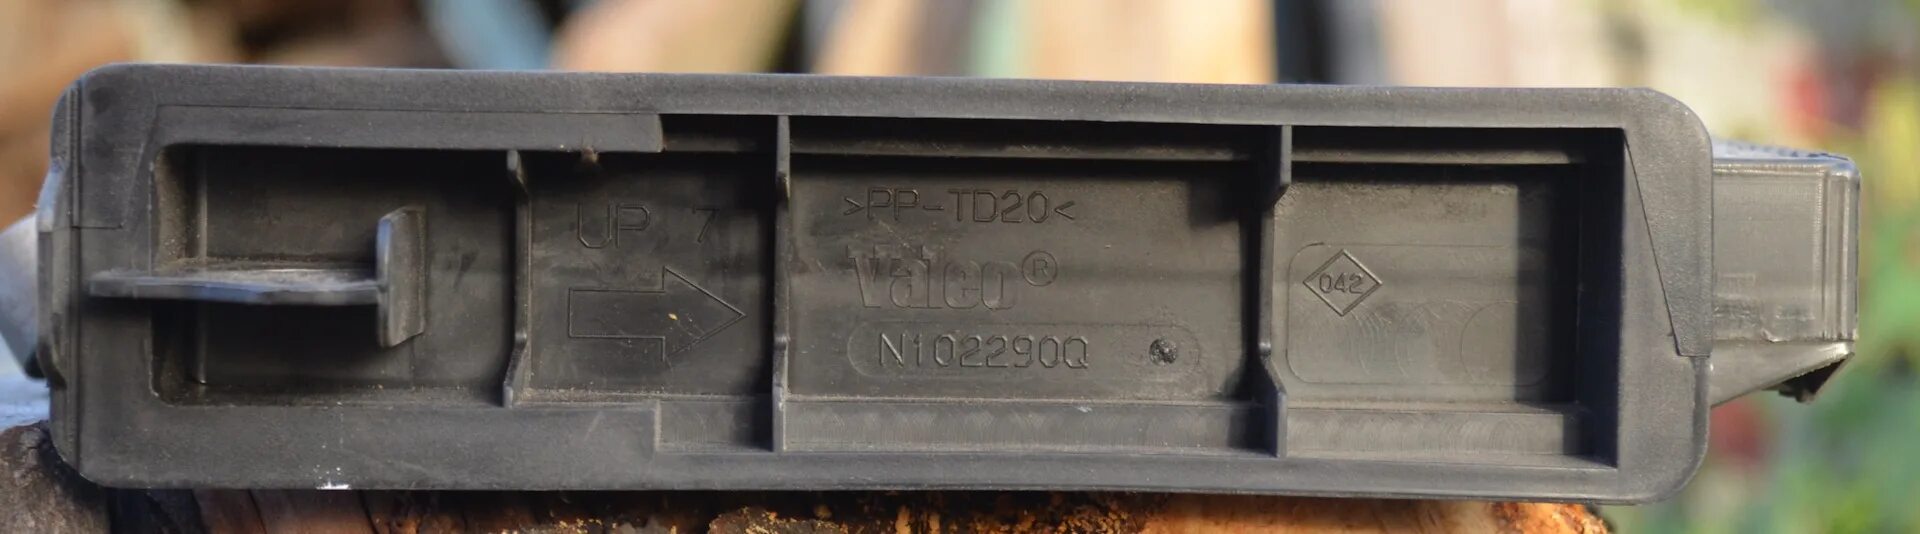 UP 7
>PP-TD20<
Valeo®
N102290Q
042